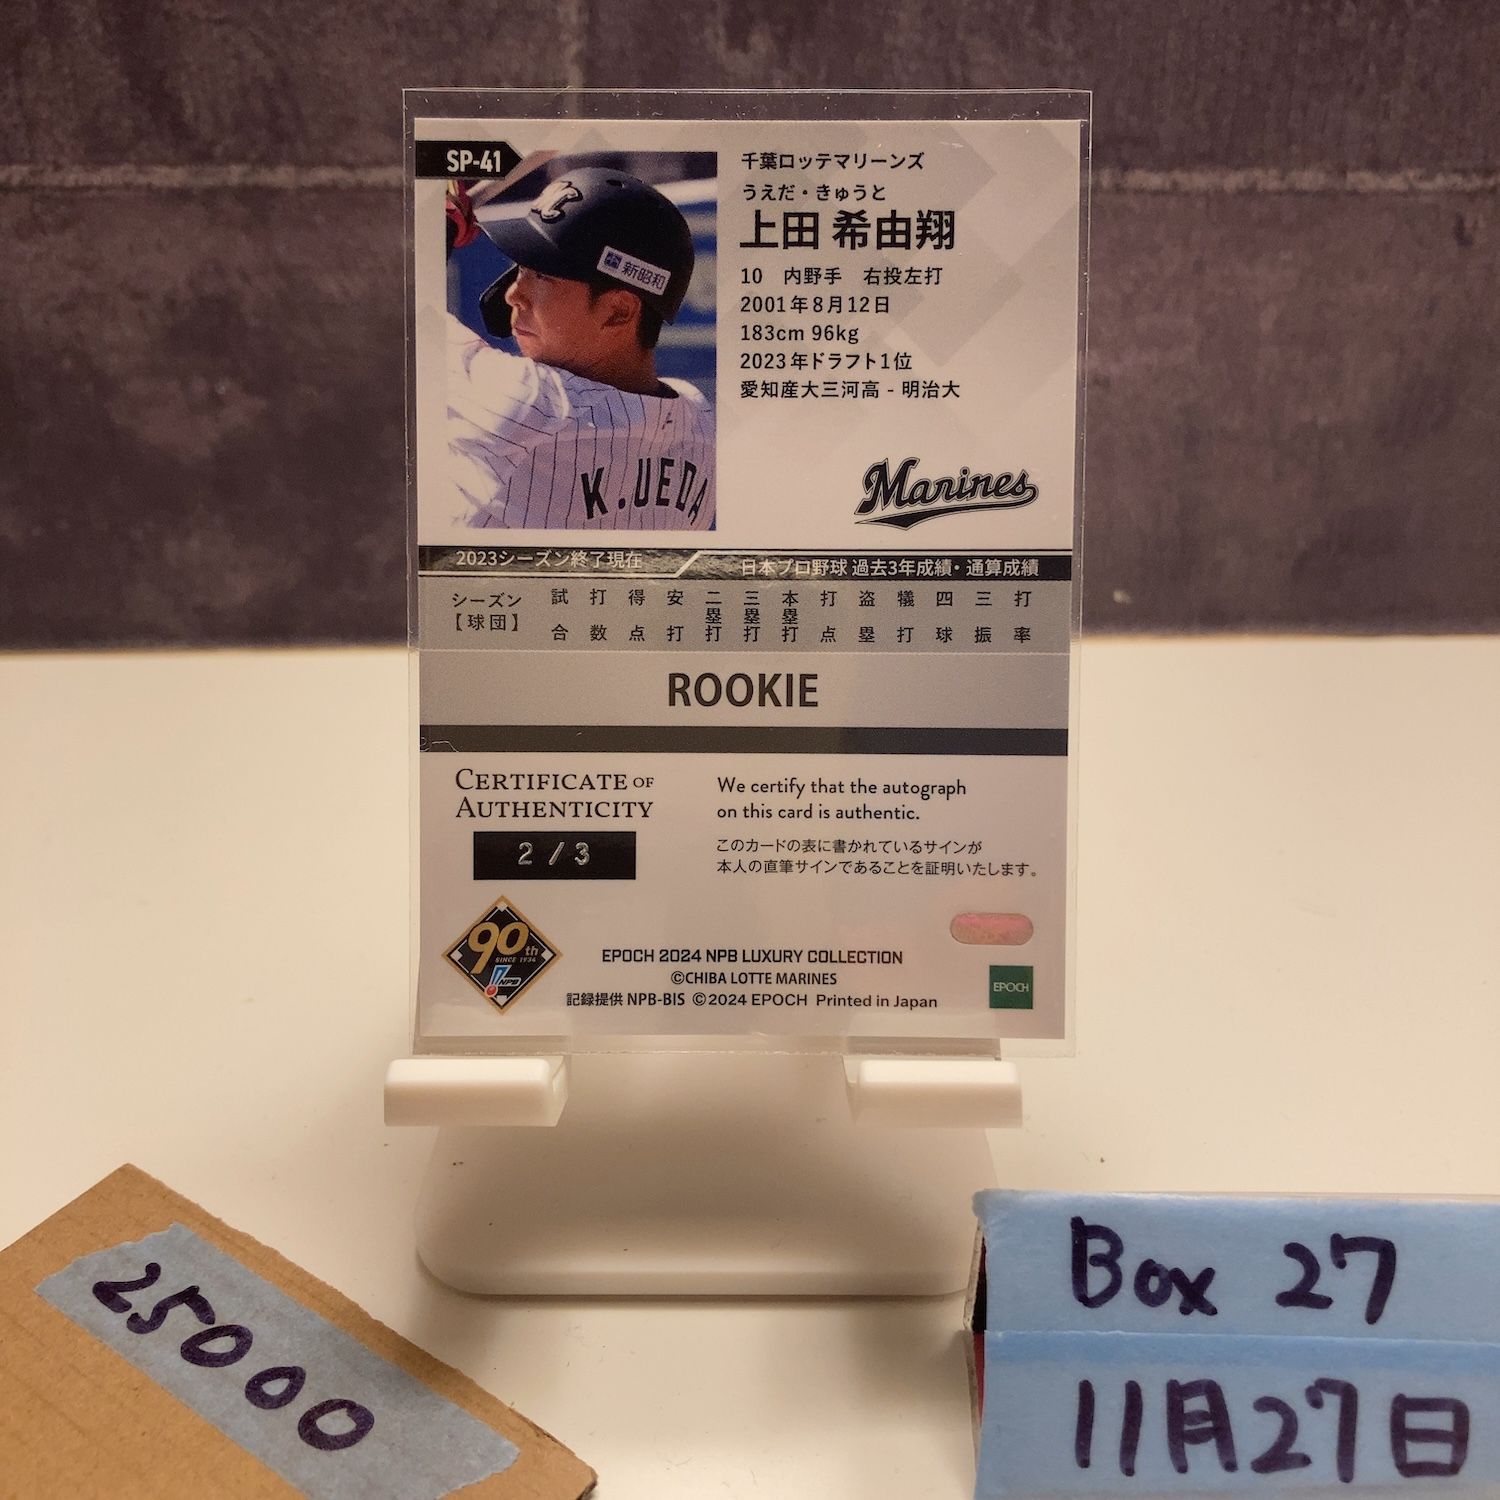 SP-41
新昭和
K.UEDA
千葉ロッテマリーンズ
うえだ・きゅうと
上田 希由翔
10 内野手 右投左打
2001年8月12日
183cm 96kg
2023年ドラフト1位
愛知産大三河高 - 明治大
Marines
2023シーズン終了現在
日本プロ野球 過去3年成績・通算成績
シーズン【球団】 試合 打数 得点 安打 二塁打 三塁打 本塁打 打点 盗塁 犠打 四球 三振 打率
ROOKIE
CERTIFICATE OF
AUTHENTICITY
2 / 3
We certify that the autograph
on this card is authentic.
このカードの表に書かれているサインが
本人の直筆サインであることを証明いたします。
90th
SINCE 1934
NPB
EPOCH 2024 NPB LUXURY COLLECTION
©CHIBA LOTTE MARINES
記録提供 NPB-BIS ©2024 EPOCH Printed in Japan
EPOCH
25000
Box 27
11月27日